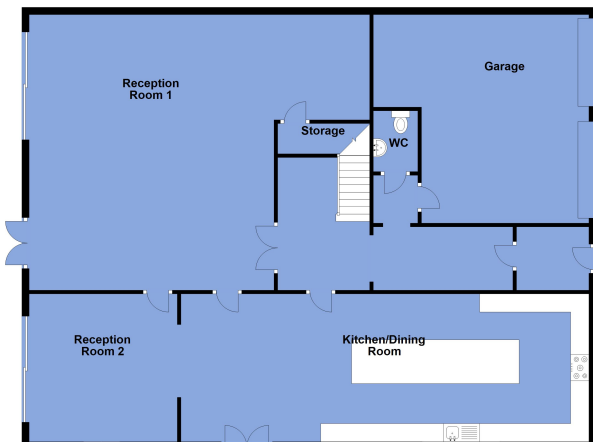 Reception
Room 1
Garage
Storage
WC
Reception
Room 2
Kitchen/Dining
Room